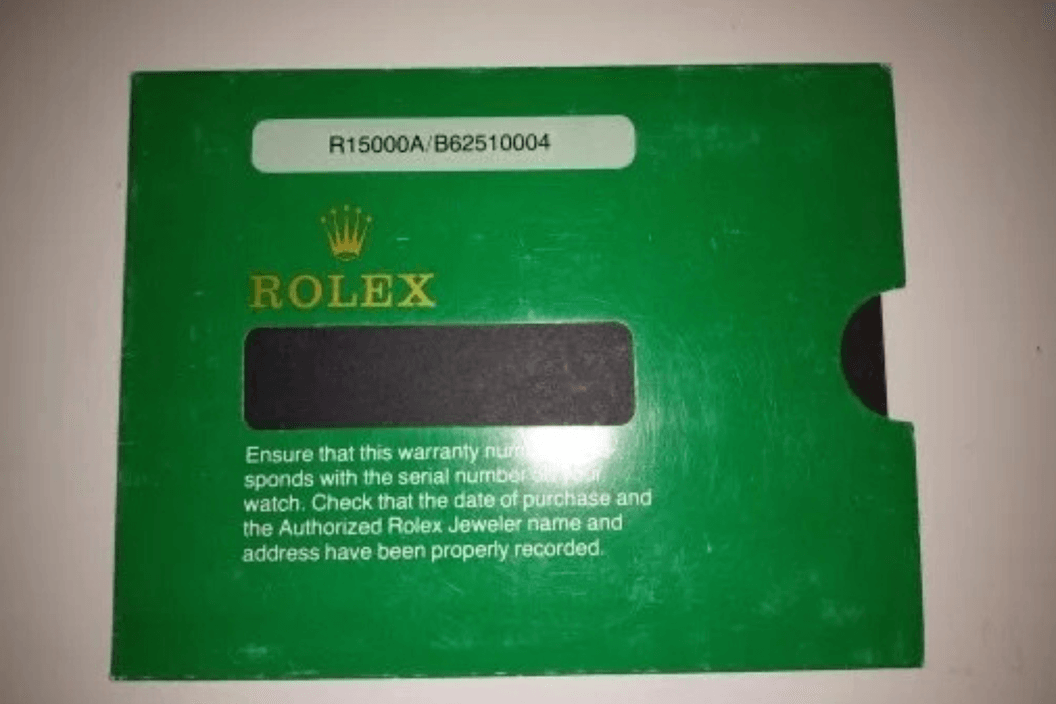 R15000A/B62510004
ROLEX
Ensure that this warranty
sponds with the serial number
watch. Check that the date of purchase and
the Authorized Rolex Jeweler name and
address have been properly recorded.